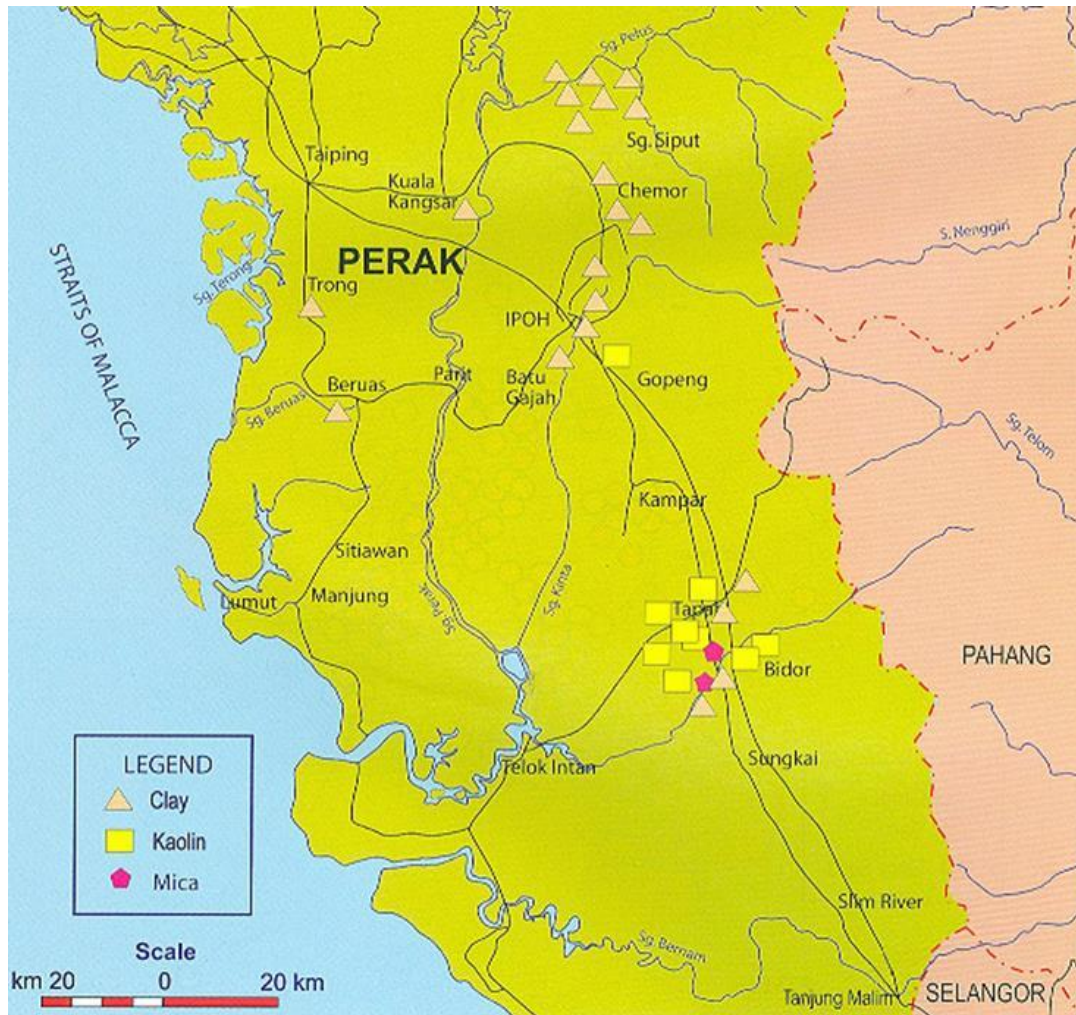 Sg. Pelus
Sg. Siput
Taiping
Kuala
Kangsar
Chemor
S. Nenggiri
STRAITS OF MALACCA
PERAK
Sg. Terong
Trong
IPOH
Parit
Batu
Gajah
Gopeng
Beruas
Sg. Beruas
Sg. Telom
Kampar
Sitiawan
Lumut
Manjung
Sg. Perak
Sg. Kinta
Tapah
Bidor
PAHANG
LEGEND
Clay
Kaolin
Mica
Telok Intan
Sungkai
Slim River
Scale
km 20 0 20 km
Sg. Bernam
Tanjung Malim
SELANGOR